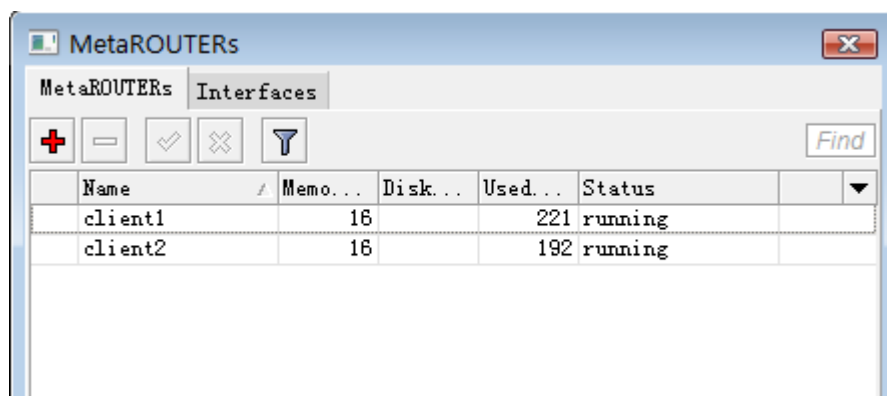 MetaROUTERs
MetaROUTERs Interfaces
Find
Name Memo... Disk... Used... Status
client1 16 221 running
client2 16 192 running